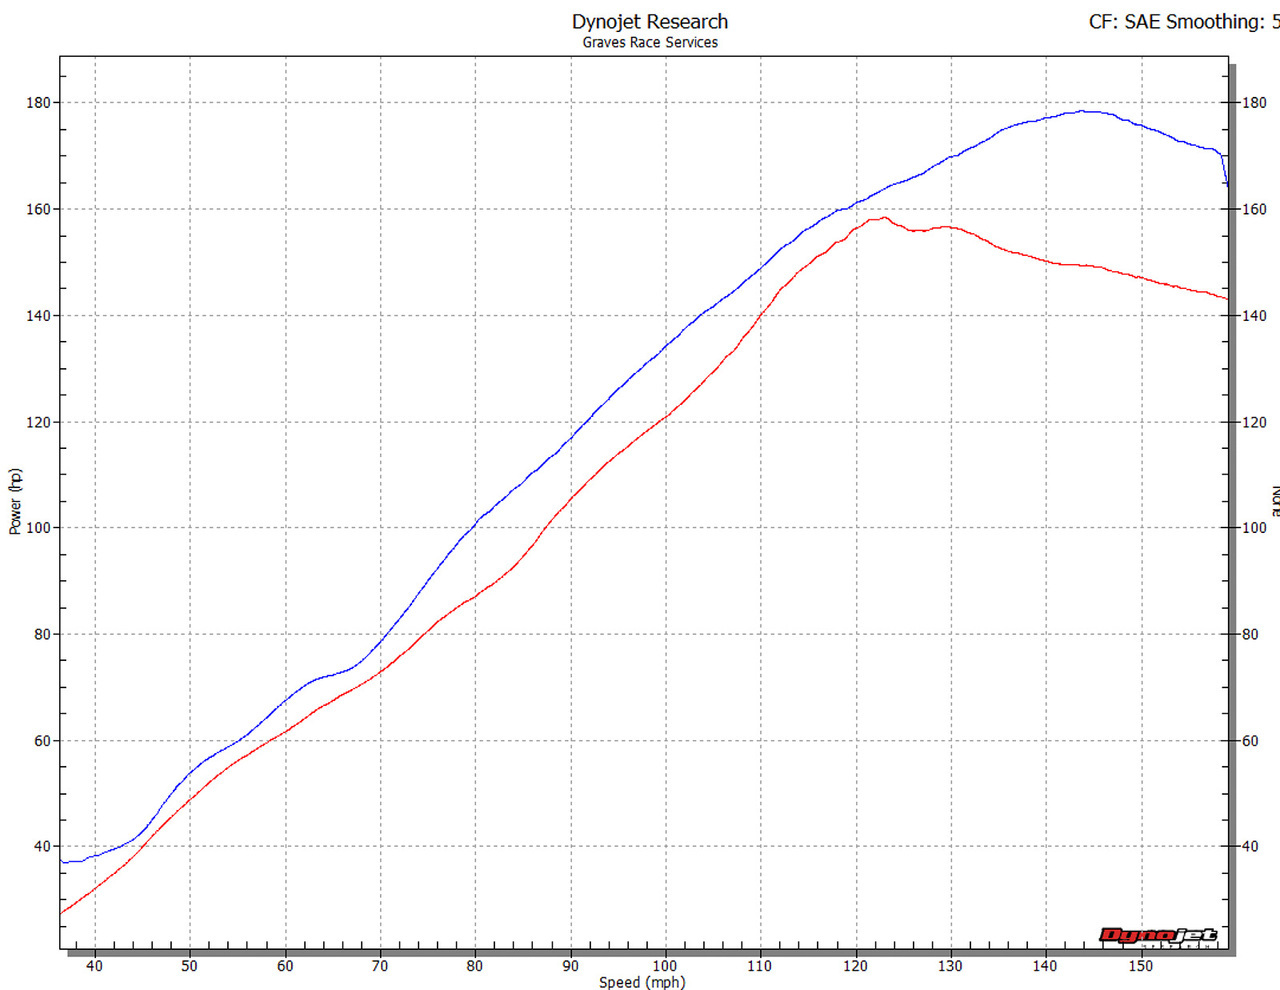 Dynojet Research
CF: SAE Smoothing: 5
Graves Race Services
180
180
160
160
140
140
120
120
Power (hp)
None
100
100
80
80
60
60
40
40
Dynojet
40 50 60 70 80 90 100 110 120 130 140 150
Speed (mph)